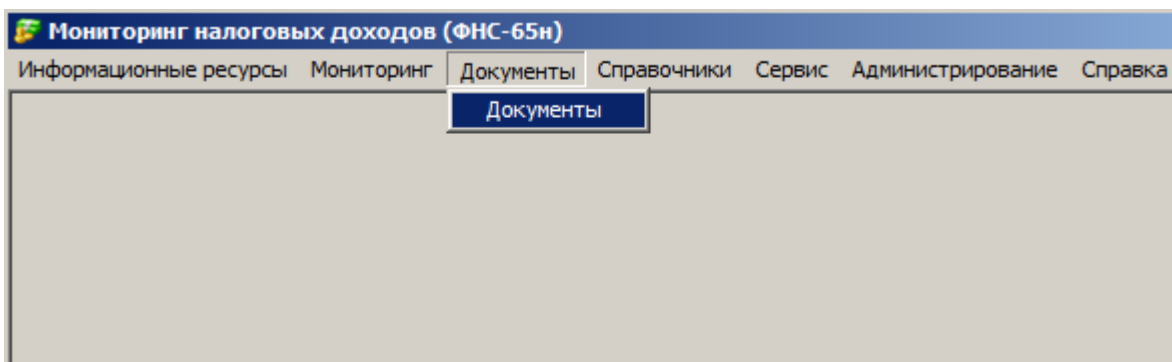 Мониторинг налоговых доходов (ФНС-65н)
Информационные ресурсы Мониторинг Документы Справочники Сервис Администрирование Справка
Документы